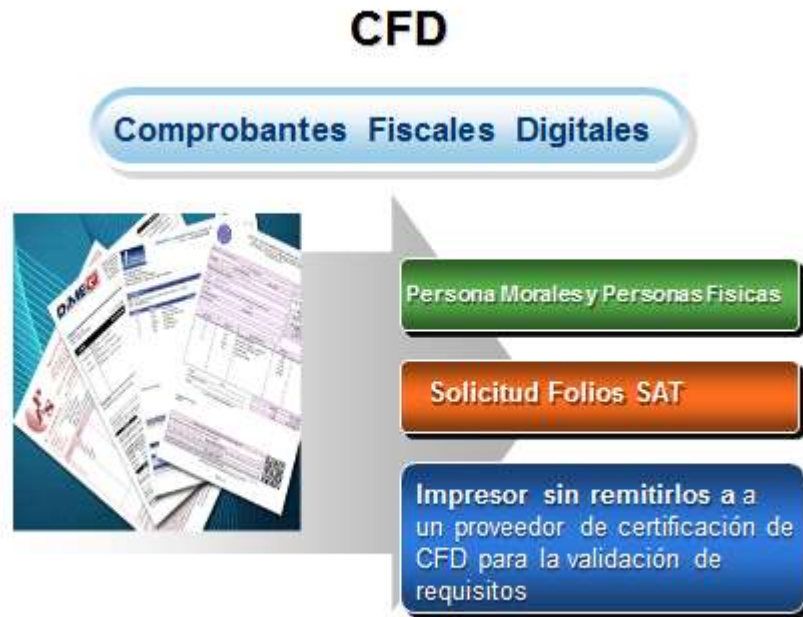 CFD
Comprobantes Fiscales Digitales
Persona Morales y Personas Fisicas
Solicitud Folios SAT
Impresor sin remitirlos a a
un proveedor de certificación de
CFD para la validación de
requisitos